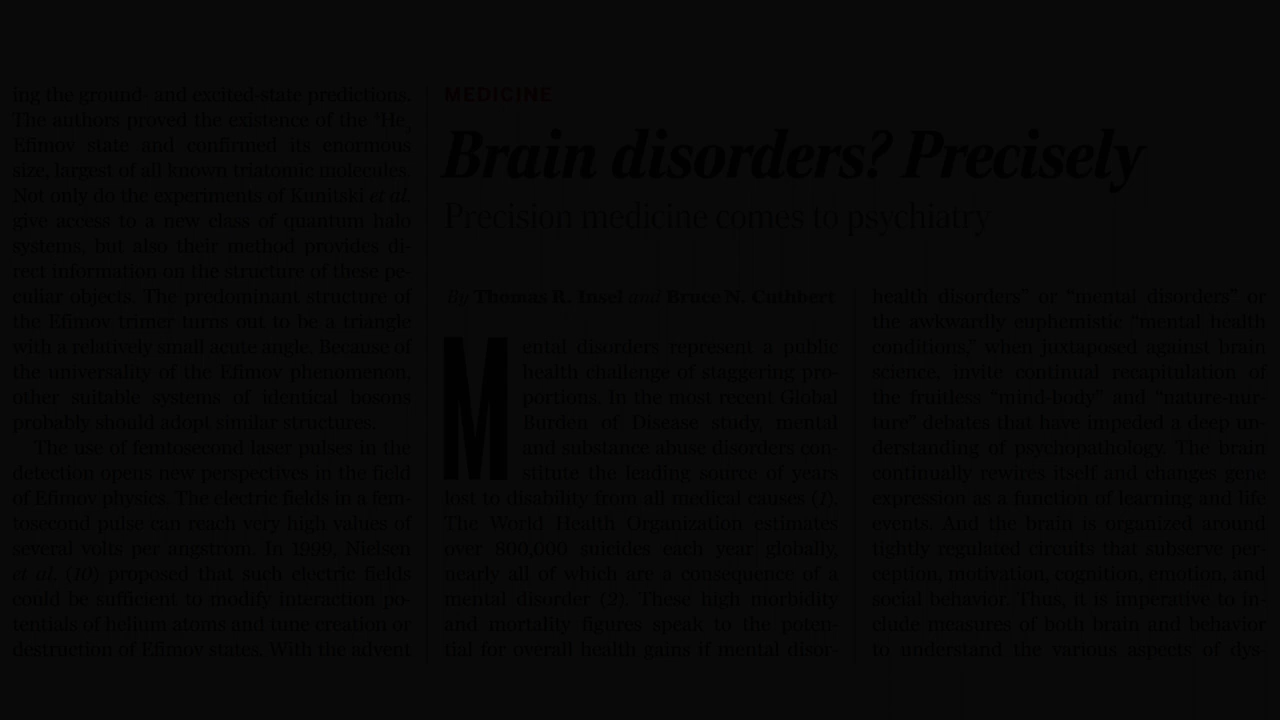 ing the ground- and excited-state predictions.
The authors proved the existence of the ⁴He₃
Efimov state and confirmed its enormous
size, largest of all known triatomic molecules.
Not only do the experiments of Kunitski et al.
give access to a new class of quantum halo
systems, but also their method provides di-
rect information on the structure of these pe-
culiar objects. The predominant structure of
the Efimov trimer turns out to be a triangle
with a relatively small acute angle. Because of
the universality of the Efimov phenomenon,
other suitable systems of identical bosons
probably should adopt similar structures.
The use of femtosecond laser pulses in the
detection opens new perspectives in the field
of Efimov physics. The electric fields in a fem-
tosecond pulse can reach very high values of
several volts per angstrom. In 1999, Nielsen
et al. (10) proposed that such electric fields
could be sufficient to modify interaction po-
tentials of helium atoms and tune creation or
destruction of Efimov states. With the advent
MEDICINE
Brain disorders? Precisely
Precision medicine comes to psychiatry
By Thomas R. Insel and Bruce N. Cuthbert
Mental disorders represent a public
health challenge of staggering pro-
portions. In the most recent Global
Burden of Disease study, mental
and substance abuse disorders con-
stitute the leading source of years
lost to disability from all medical causes (1).
The World Health Organization estimates
over 800,000 suicides each year globally,
nearly all of which are a consequence of a
mental disorder (2). These high morbidity
and mortality figures speak to the poten-
tial for overall health gains if mental disor-
health disorders” or “mental disorders” or
the awkwardly euphemistic “mental health
conditions,” when juxtaposed against brain
science, invite continual recapitulation of
the fruitless “mind-body” and “nature-nur-
ture” debates that have impeded a deep un-
derstanding of psychopathology. The brain
continually rewires itself and changes gene
expression as a function of learning and life
events. And the brain is organized around
tightly regulated circuits that subserve per-
ception, motivation, cognition, emotion, and
social behavior. Thus, it is imperative to in-
clude measures of both brain and behavior
to understand the various aspects of dys-